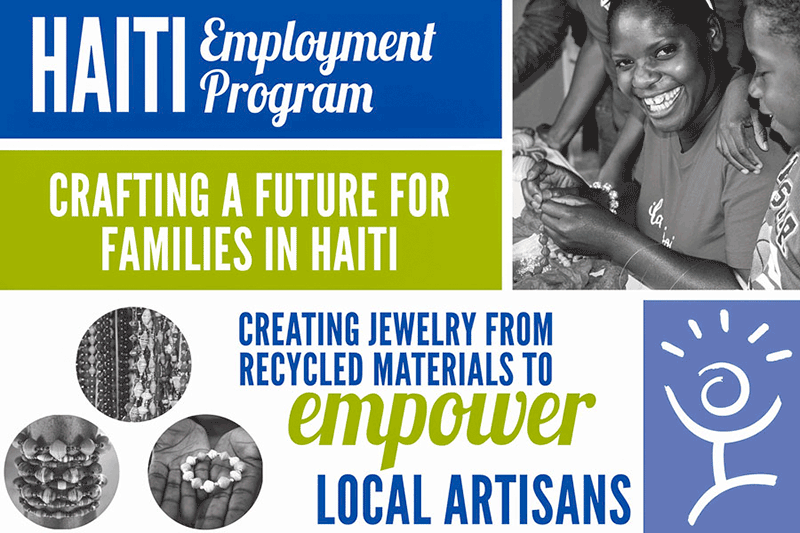 HAITI Employment
Program
CRAFTING A FUTURE FOR
FAMILIES IN HAITI
CREATING JEWELRY FROM
RECYCLED MATERIALS TO
empower
LOCAL ARTISANS